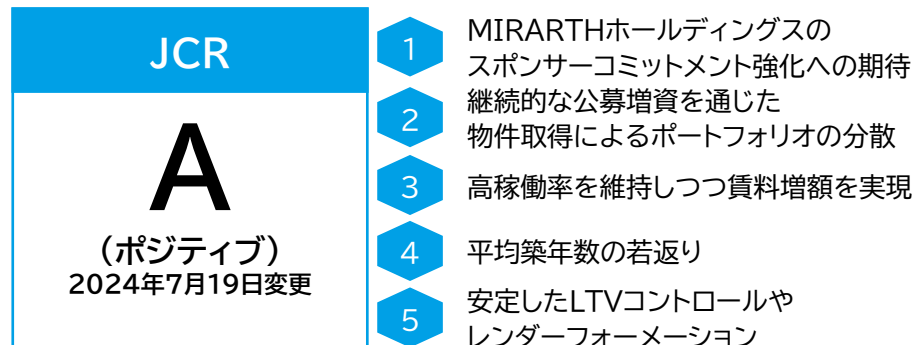 JCR
A
(ポジティブ)
2024年7月19日変更
1
MIRARTHホールディングスの
スポンサーコミットメント強化への期待
2
継続的な公募増資を通じた
物件取得によるポートフォリオの分散
3
高稼働率を維持しつつ賃料増額を実現
4
平均築年数の若返り
5
安定したLTVコントロールや
レンダーフォーメーション